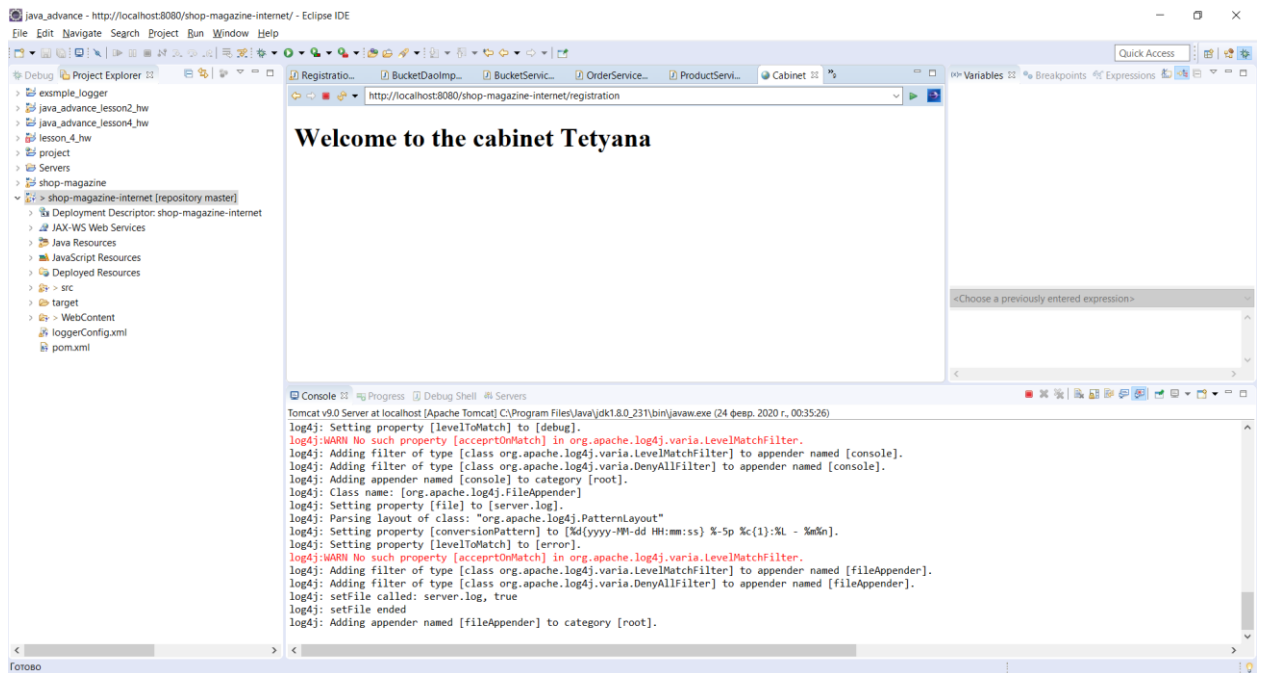 java_advance - http://localhost:8080/shop-magazine-internet/ - Eclipse IDE
File Edit Navigate Search Project Run Window Help
Quick Access
Debug Project Explorer
exsmple_logger
java_advance_lesson2_hw
java_advance_lesson4_hw
lesson_4_hw
project
Servers
shop-magazine
> shop-magazine-internet [repository master]
Deployment Descriptor: shop-magazine-internet
JAX-WS Web Services
Java Resources
JavaScript Resources
Deployed Resources
> src
target
> WebContent
loggerConfig.xml
pom.xml
Registratio... BucketDaoImp... BucketServic... OrderService... ProductServi... Cabinet
http://localhost:8080/shop-magazine-internet/registration
Welcome to the cabinet Tetyana
Variables Breakpoints Expressions
<Choose a previously entered expression>
Console Progress Debug Shell Servers
Tomcat v9.0 Server at localhost [Apache Tomcat] C:\Program Files\Java\jdk1.8.0_231\bin\javaw.exe (24 февр. 2020 г., 00:35:26)
log4j: Setting property [levelToMatch] to [debug].
log4j:WARN No such property [acceprtOnMatch] in org.apache.log4j.varia.LevelMatchFilter.
log4j: Adding filter of type [class org.apache.log4j.varia.LevelMatchFilter] to appender named [console].
log4j: Adding filter of type [class org.apache.log4j.varia.DenyAllFilter] to appender named [console].
log4j: Adding appender named [console] to category [root].
log4j: Class name: [org.apache.log4j.FileAppender]
log4j: Setting property [file] to [server.log].
log4j: Parsing layout of class: "org.apache.log4j.PatternLayout"
log4j: Setting property [conversionPattern] to [%d{yyyy-MM-dd HH:mm:ss} %-5p %c{1}:%L - %m%n].
log4j: Setting property [levelToMatch] to [error].
log4j:WARN No such property [acceprtOnMatch] in org.apache.log4j.varia.LevelMatchFilter.
log4j: Adding filter of type [class org.apache.log4j.varia.LevelMatchFilter] to appender named [fileAppender].
log4j: Adding filter of type [class org.apache.log4j.varia.DenyAllFilter] to appender named [fileAppender].
log4j: setFile called: server.log, true
log4j: setFile ended
log4j: Adding appender named [fileAppender] to category [root].
Готово